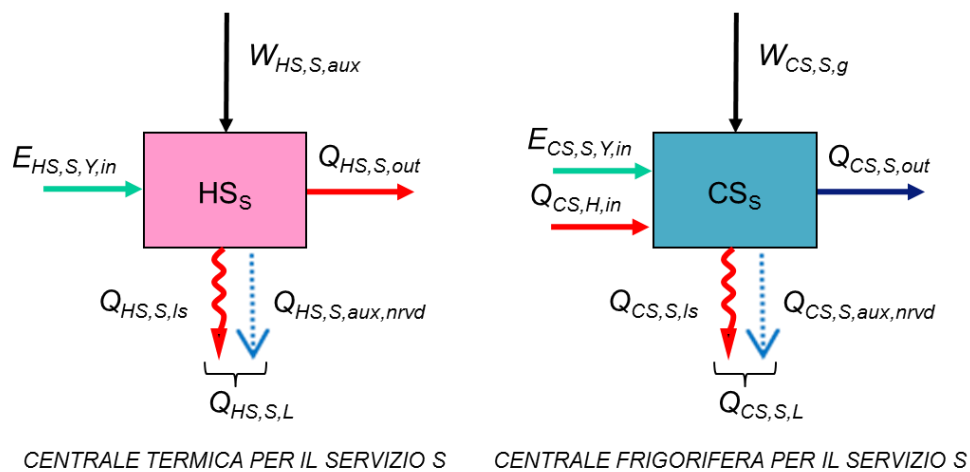 W_HS,S,aux
E_HS,S,Y,in
Q_HS,S,out
HS_S
Q_HS,S,ls
Q_HS,S,aux,nrvd
Q_HS,S,L
CENTRALE TERMICA PER IL SERVIZIO S
W_CS,S,g
E_CS,S,Y,in
Q_CS,H,in
Q_CS,S,out
CS_S
Q_CS,S,ls
Q_CS,S,aux,nrvd
Q_CS,S,L
CENTRALE FRIGORIFERA PER IL SERVIZIO S